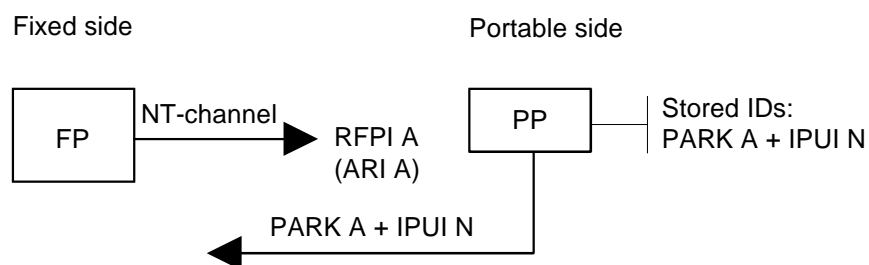 Fixed side
Portable side
FP
NT-channel
RFPI A
(ARI A)
PP
Stored IDs:
PARK A + IPUI N
PARK A + IPUI N